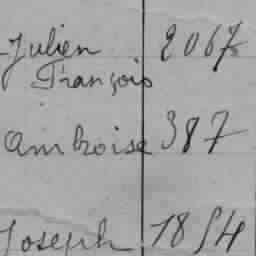 Julien 2067
François
Ambroise 387
Joseph 1854